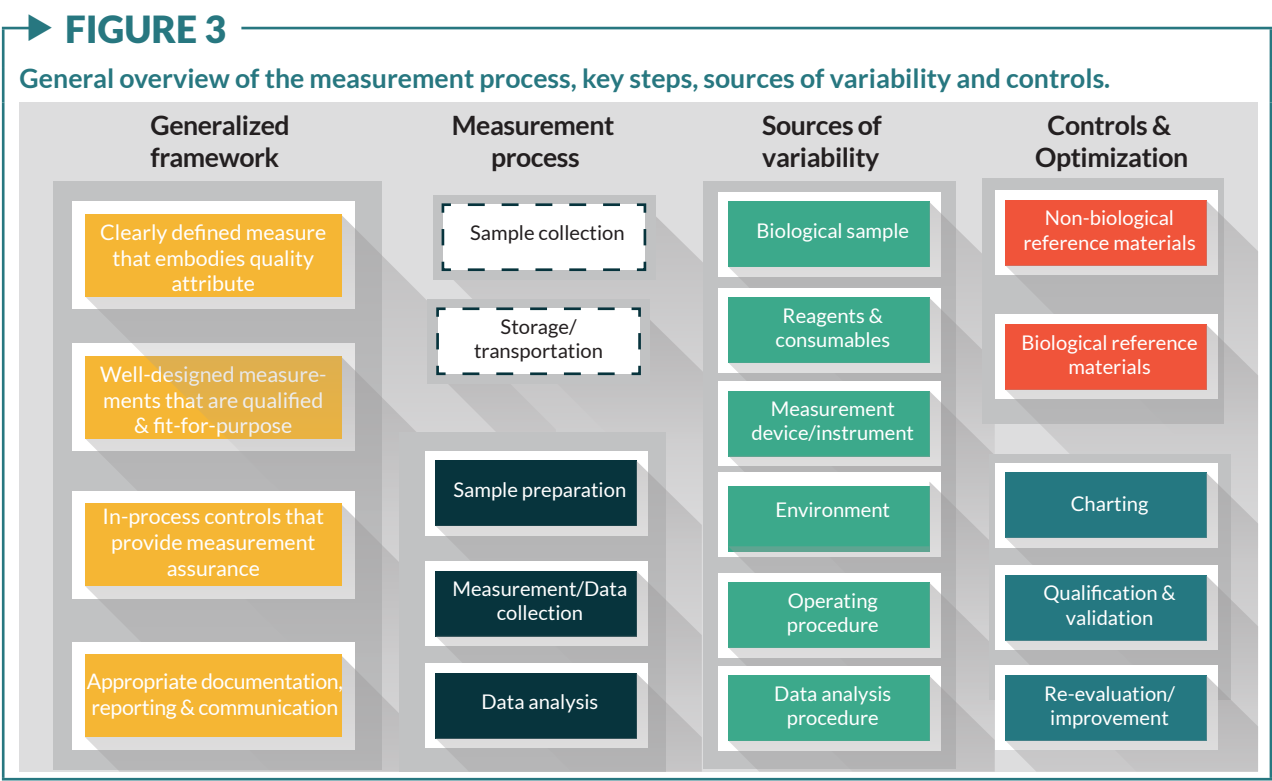 FIGURE 3
General overview of the measurement process, key steps, sources of variability and controls.
Generalized
framework
Clearly defined measure
that embodies quality
attribute
Well-designed measure-
ments that are qualified
& fit-for-purpose
In-process controls that
provide measurement
assurance
Appropriate documentation,
reporting & communication
Measurement
process
Sample collection
Storage/
transportation
Sample preparation
Measurement/Data
collection
Data analysis
Sources of
variability
Biological sample
Reagents &
consumables
Measurement
device/instrument
Environment
Operating
procedure
Data analysis
procedure
Controls &
Optimization
Non-biological
reference materials
Biological reference
materials
Charting
Qualification &
validation
Re-evaluation/
improvement